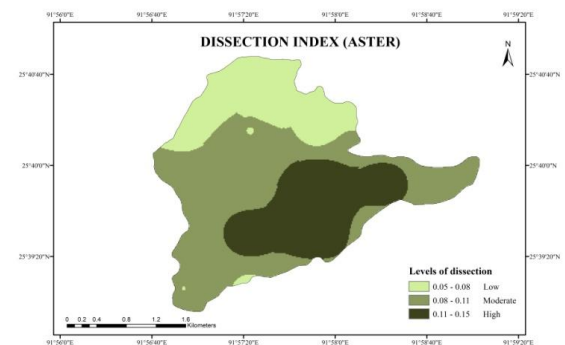 91°56'0"E 91°56'40"E 91°57'20"E 91°58'0"E 91°58'40"E 91°59'20"E
DISSECTION INDEX (ASTER)
N
25°40'40"N 25°40'40"N
25°40'0"N 25°40'0"N
25°39'20"N 25°39'20"N
Levels of dissection
0.05 - 0.08 Low
0.08 - 0.11 Moderate
0.11 - 0.15 High
0 0.2 0.4 0.8 1.2 1.6
Kilometers
91°56'0"E 91°56'40"E 91°57'20"E 91°58'0"E 91°58'40"E 91°59'20"E